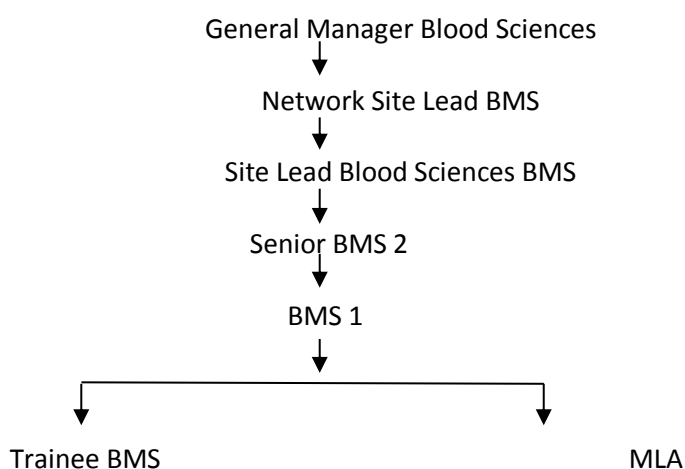 General Manager Blood Sciences
Network Site Lead BMS
Site Lead Blood Sciences BMS
Senior BMS 2
BMS 1
Trainee BMS MLA